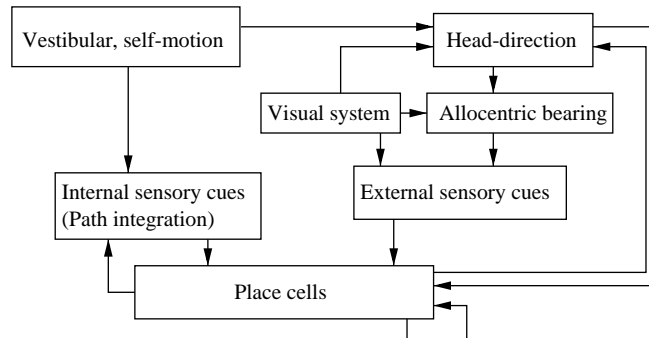 Vestibular, self-motion
Head-direction
Visual system
Allocentric bearing
Internal sensory cues
(Path integration)
External sensory cues
Place cells